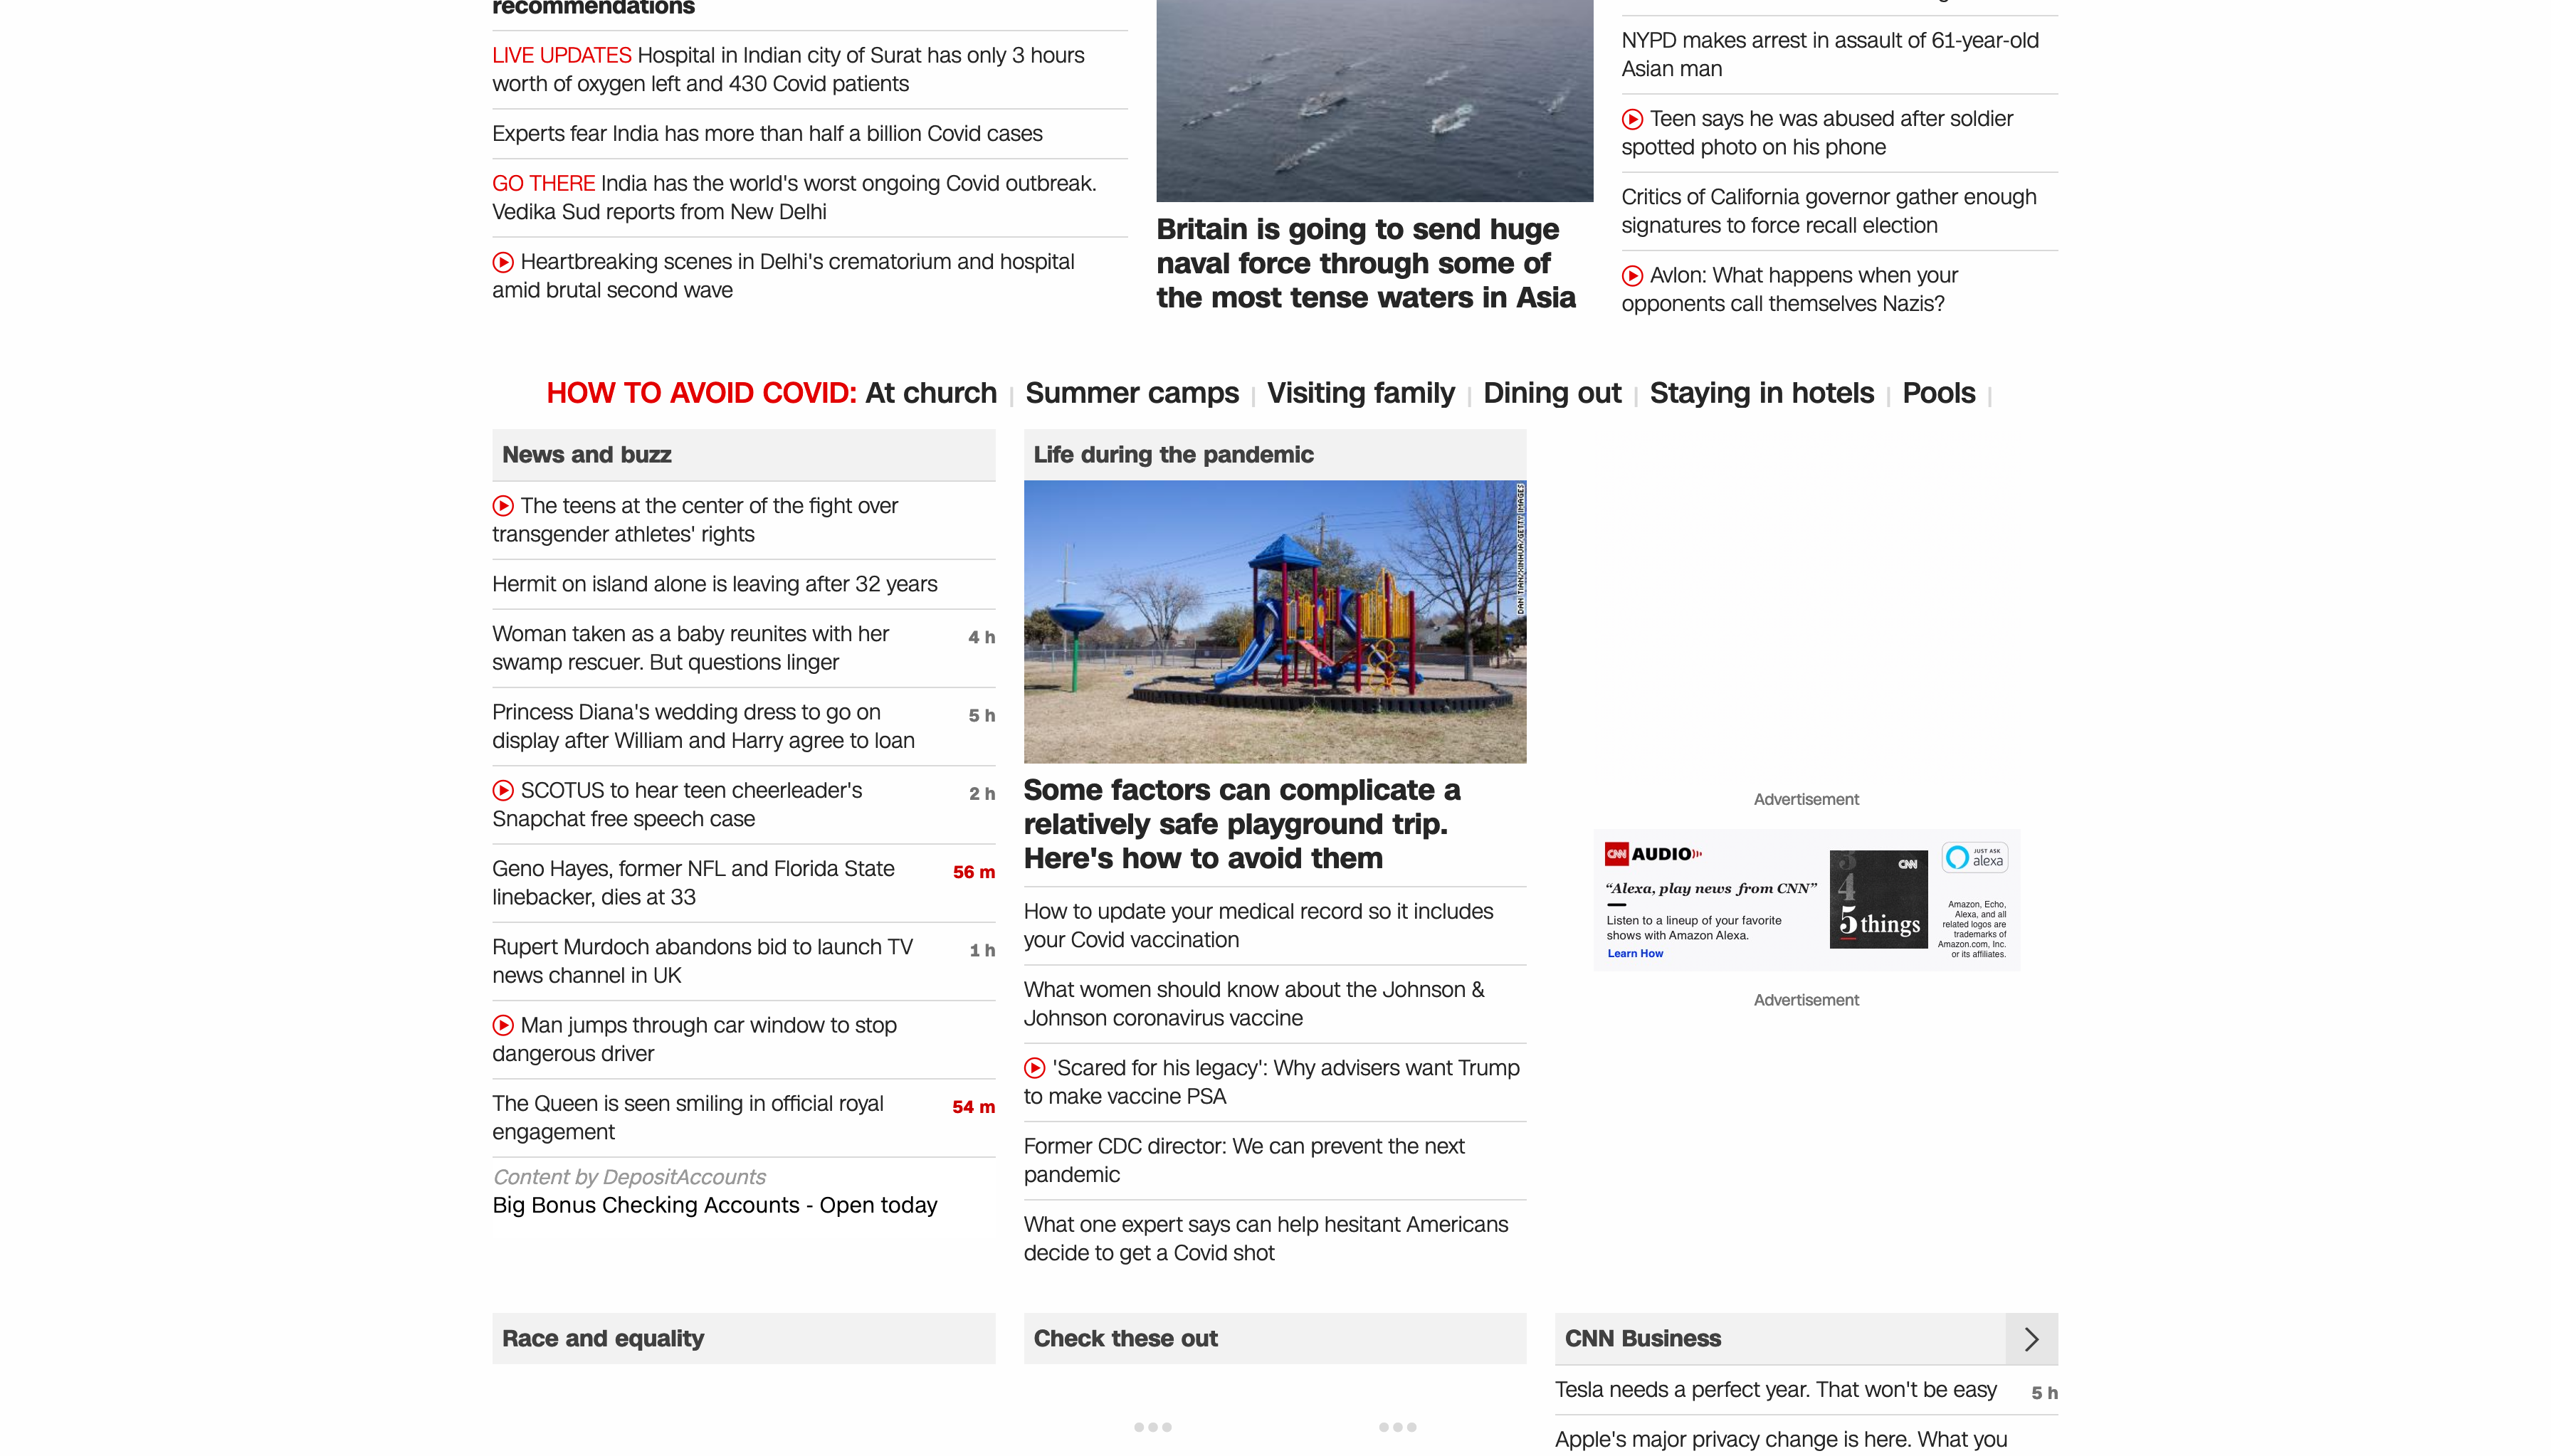 recommendations
LIVE UPDATES Hospital in Indian city of Surat has only 3 hours
worth of oxygen left and 430 Covid patients
Experts fear India has more than half a billion Covid cases
GO THERE India has the world's worst ongoing Covid outbreak.
Vedika Sud reports from New Delhi
Heartbreaking scenes in Delhi's crematorium and hospital
amid brutal second wave
Britain is going to send huge
naval force through some of
the most tense waters in Asia
NYPD makes arrest in assault of 61-year-old
Asian man
Teen says he was abused after soldier
spotted photo on his phone
Critics of California governor gather enough
signatures to force recall election
Avlon: What happens when your
opponents call themselves Nazis?
HOW TO AVOID COVID: At church | Summer camps | Visiting family | Dining out | Staying in hotels | Pools |
News and buzz
The teens at the center of the fight over
transgender athletes' rights
Hermit on island alone is leaving after 32 years
Woman taken as a baby reunites with her 4 h
swamp rescuer. But questions linger
Princess Diana's wedding dress to go on 5 h
display after William and Harry agree to loan
SCOTUS to hear teen cheerleader's 2 h
Snapchat free speech case
Geno Hayes, former NFL and Florida State 56 m
linebacker, dies at 33
Rupert Murdoch abandons bid to launch TV 1 h
news channel in UK
Man jumps through car window to stop
dangerous driver
The Queen is seen smiling in official royal 54 m
engagement
Content by DepositAccounts
Big Bonus Checking Accounts - Open today
Life during the pandemic
DAN TIAN/XINHUA/GETTY IMAGES
Some factors can complicate a
relatively safe playground trip.
Here's how to avoid them
How to update your medical record so it includes
your Covid vaccination
What women should know about the Johnson &
Johnson coronavirus vaccine
'Scared for his legacy': Why advisers want Trump
to make vaccine PSA
Former CDC director: We can prevent the next
pandemic
What one expert says can help hesitant Americans
decide to get a Covid shot
Advertisement
CNN AUDIO
“Alexa, play news from CNN”
Listen to a lineup of your favorite
shows with Amazon Alexa.
Learn How
CNN
3
4
5 things
JUST ASK
alexa
Amazon, Echo,
Alexa, and all
related logos are
trademarks of
Amazon.com, Inc.
or its affiliates.
Advertisement
Race and equality
Check these out
CNN Business
Tesla needs a perfect year. That won't be easy 5 h
Apple's major privacy change is here. What you